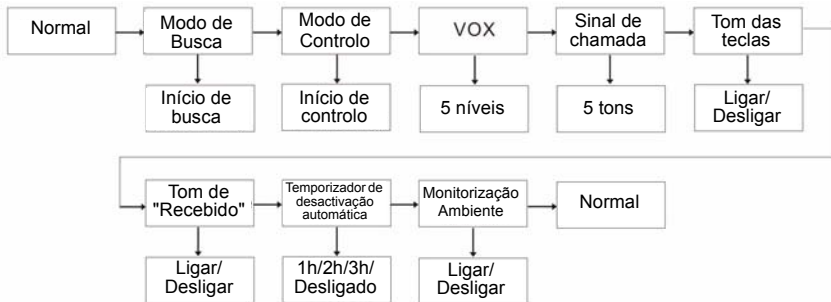 Normal
Modo de
Busca
Modo de
Controlo
VOX
Sinal de
chamada
Tom das
teclas
Início de
busca
Início de
controlo
5 níveis
5 tons
Ligar/
Desligar
Tom de
"Recebido"
Temporizador de
desactivação
automática
Monitorização
Ambiente
Normal
Ligar/
Desligar
1h/2h/3h/
Desligado
Ligar/
Desligar